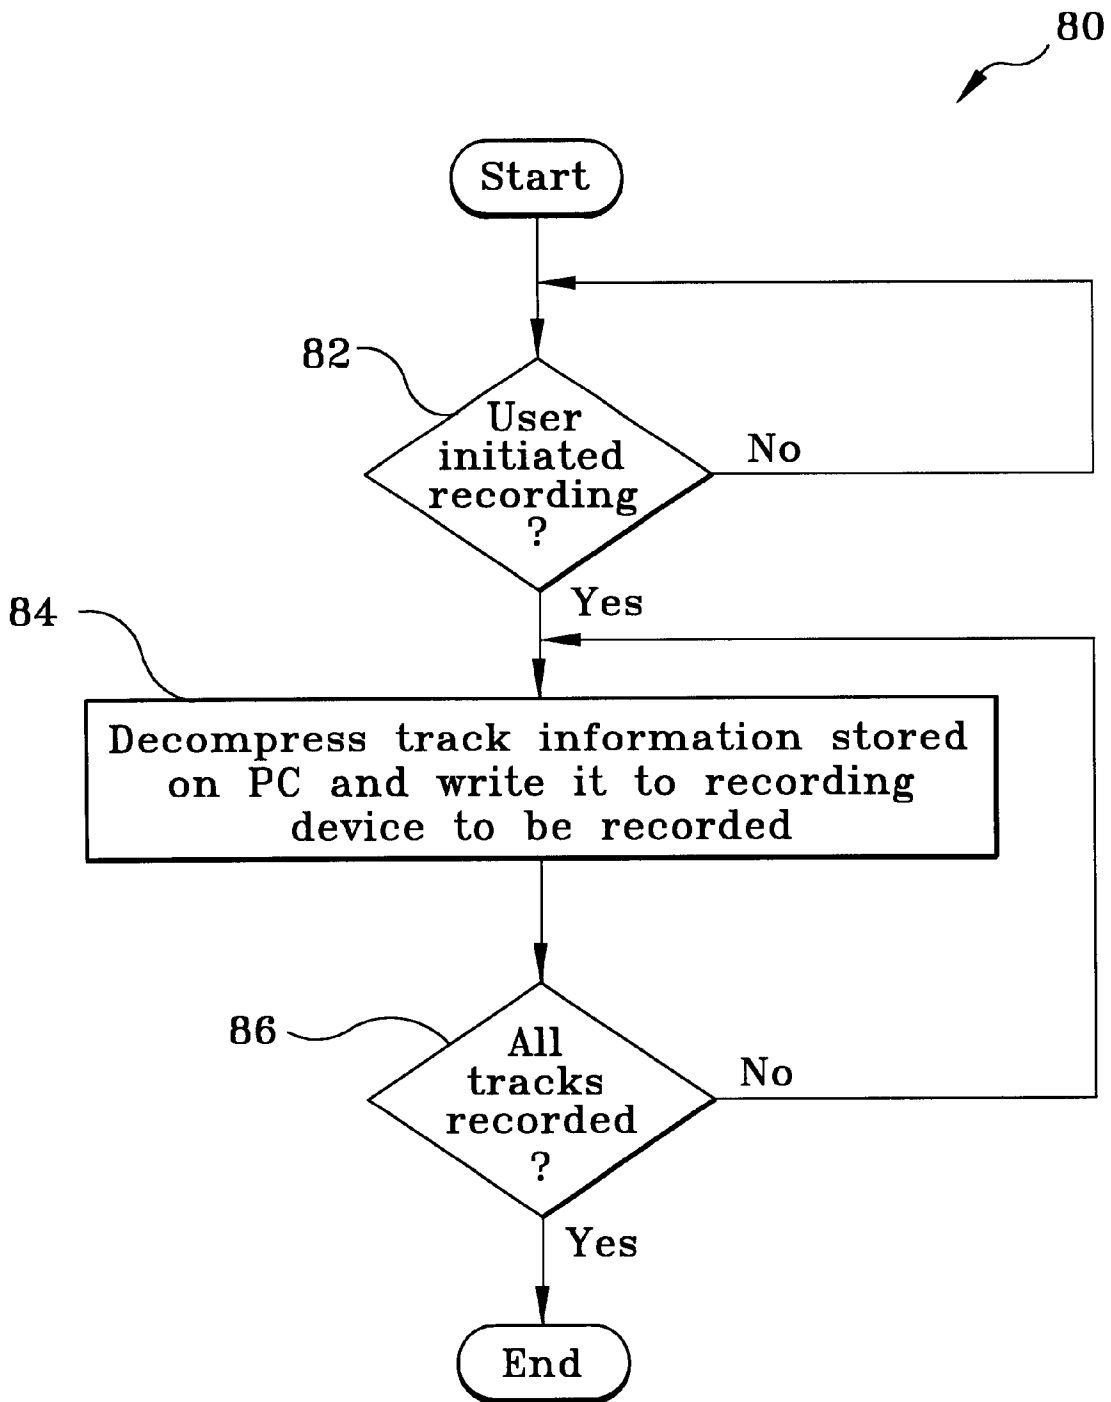 80
Start
82
User
initiated
recording
?
No
Yes
84
Decompress track information stored
on PC and write it to recording
device to be recorded
86
All
tracks
recorded
?
No
Yes
End